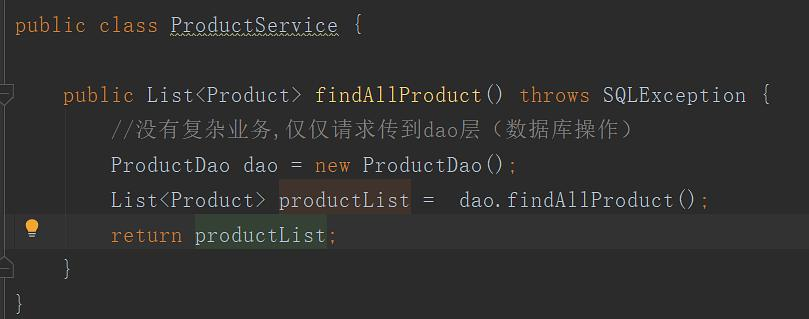 public class ProductService {
public List<Product> findAllProduct() throws SQLException {
//没有复杂业务,仅仅请求传到dao层（数据库操作）
ProductDao dao = new ProductDao();
List<Product> productList =  dao.findAllProduct();
return productList;
}
}